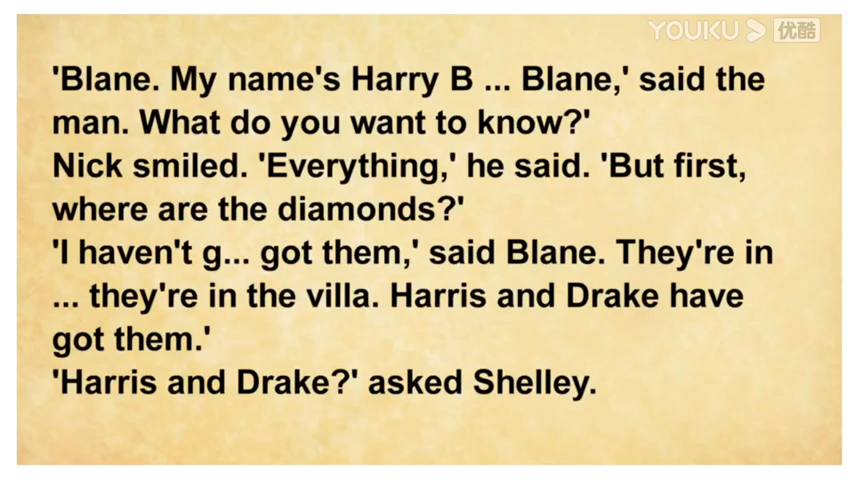 YOUKU 优酷
'Blane. My name's Harry B ... Blane,' said the
man. What do you want to know?'
Nick smiled. 'Everything,' he said. 'But first,
where are the diamonds?'
'I haven't g... got them,' said Blane. They're in
... they're in the villa. Harris and Drake have
got them.'
'Harris and Drake?' asked Shelley.